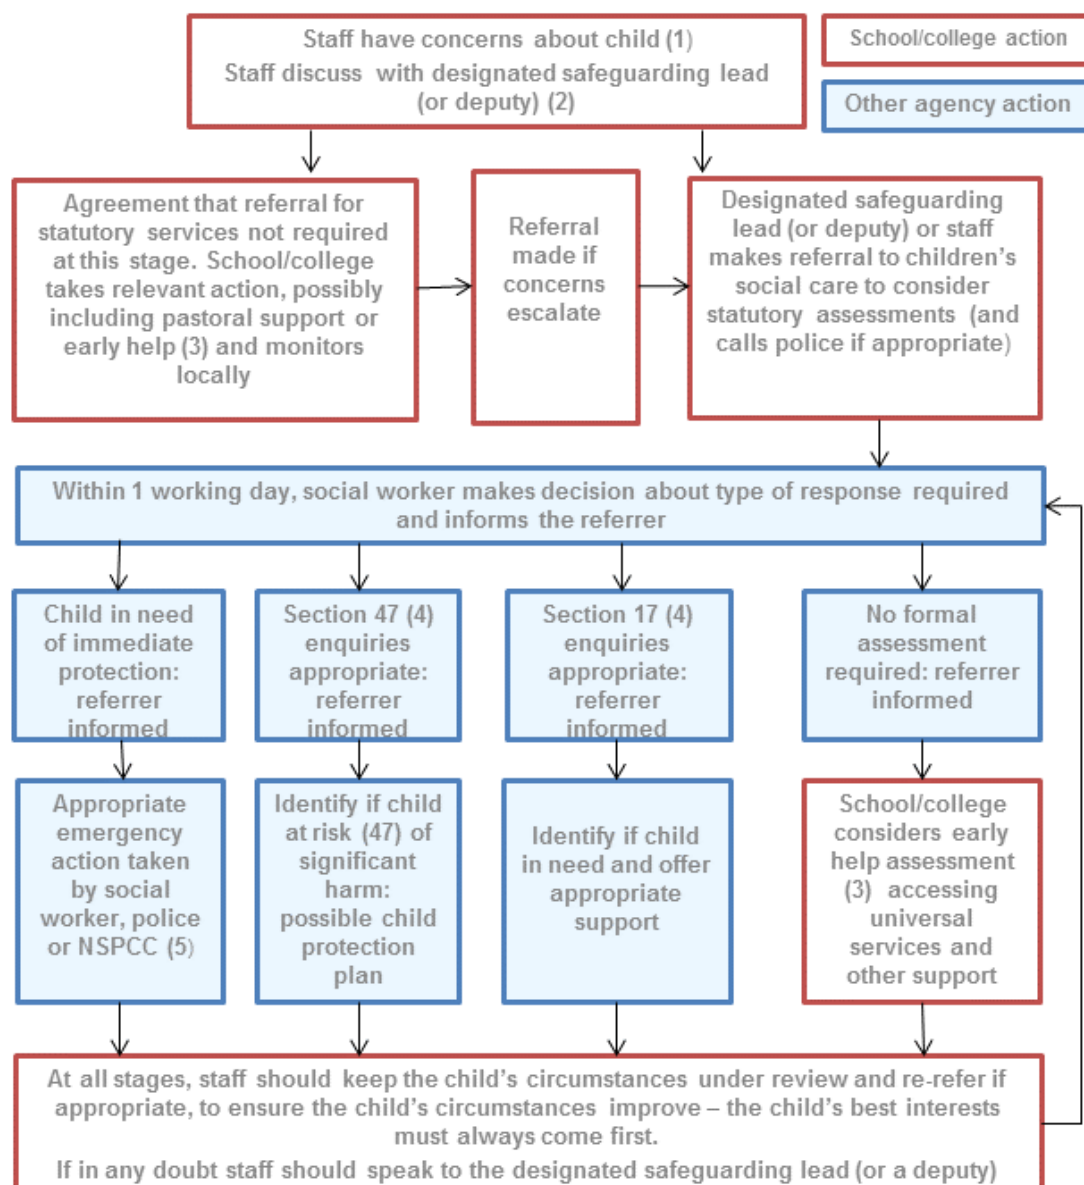 Staff have concerns about child (1)
Staff discuss with designated safeguarding lead
(or deputy) (2)
School/college action
Other agency action
Agreement that referral for
statutory services not required
at this stage. School/college
takes relevant action, possibly
including pastoral support or
early help (3) and monitors
locally
Referral
made if
concerns
escalate
Designated safeguarding
lead (or deputy) or staff
makes referral to children's
social care to consider
statutory assessments (and
calls police if appropriate)
Within 1 working day, social worker makes decision about type of response required
and informs the referrer
Child in need
of immediate
protection:
referrer
informed
Section 47 (4)
enquiries
appropriate:
referrer
informed
Section 17 (4)
enquiries
appropriate:
referrer
informed
No formal
assessment
required: referrer
informed
Appropriate
emergency
action taken
by social
worker, police
or NSPCC (5)
Identify if child
at risk (47) of
significant
harm:
possible child
protection
plan
Identify if child
in need and offer
appropriate
support
School/college
considers early
help assessment
(3) accessing
universal
services and
other support
At all stages, staff should keep the child's circumstances under review and re-refer if
appropriate, to ensure the child's circumstances improve – the child's best interests
must always come first.
If in any doubt staff should speak to the designated safeguarding lead (or a deputy)